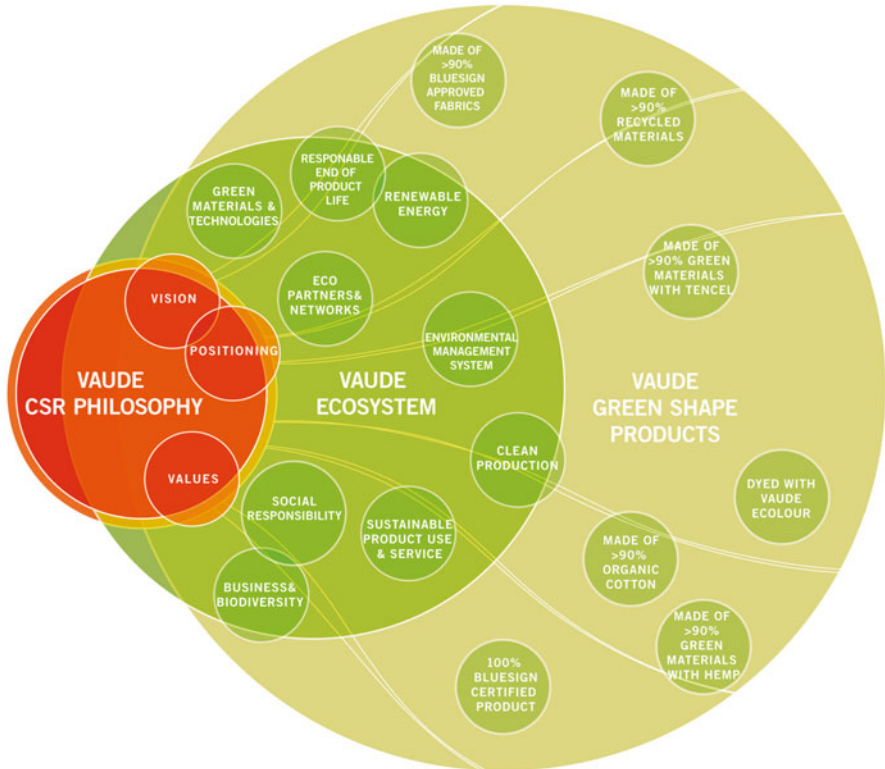 MADE OF
>90%
BLUESIGN
APPROVED
FABRICS
MADE OF
>90%
RECYCLED
MATERIALS
RESPONABLE
END OF
PRODUCT
LIFE
GREEN
MATERIALS &
TECHNOLOGIES
RENEWABLE
ENERGY
MADE OF
>90% GREEN
MATERIALS
WITH TENCEL
VISION
ECO
PARTNERS&
NETWORKS
POSITIONING
ENVIRONMENTAL
MANAGEMENT
SYSTEM
VAUDE
CSR PHILOSOPHY
VAUDE
ECOSYSTEM
VAUDE
GREEN SHAPE
PRODUCTS
CLEAN
PRODUCTION
VALUES
DYED WITH
VAUDE
ECOLOUR
SOCIAL
RESPONSIBILITY
SUSTAINABLE
PRODUCT USE
& SERVICE
MADE OF
>90%
ORGANIC
COTTON
BUSINESS&
BIODIVERSITY
MADE OF
>90%
GREEN
MATERIALS
WITH HEMP
100%
BLUESIGN
CERTIFIED
PRODUCT